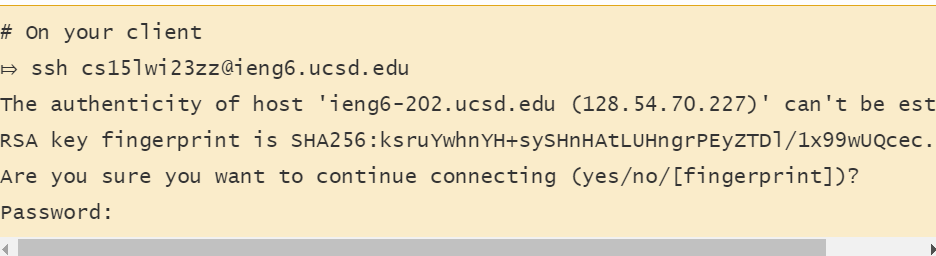 # On your client
⤇ ssh cs15lwi23zz@ieng6.ucsd.edu
The authenticity of host 'ieng6-202.ucsd.edu (128.54.70.227)' can't be est
RSA key fingerprint is SHA256:ksruYwhnYH+sySHnHAtLUHngrPEyZTDl/1x99wUQcec.
Are you sure you want to continue connecting (yes/no/[fingerprint])?
Password: